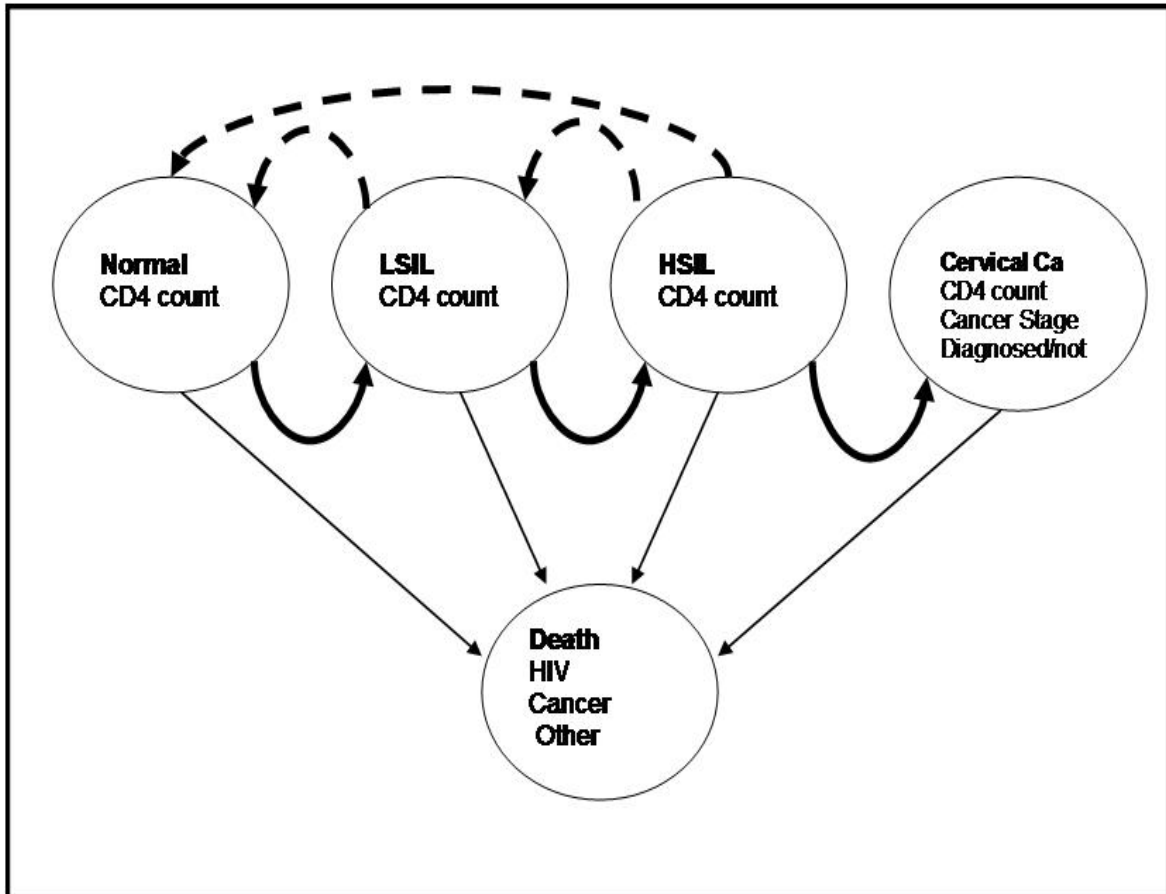 Normal
CD4 count
LSIL
CD4 count
HSIL
CD4 count
Cervical Ca
CD4 count
Cancer Stage
Diagnosed/not
Death
HIV
Cancer
Other